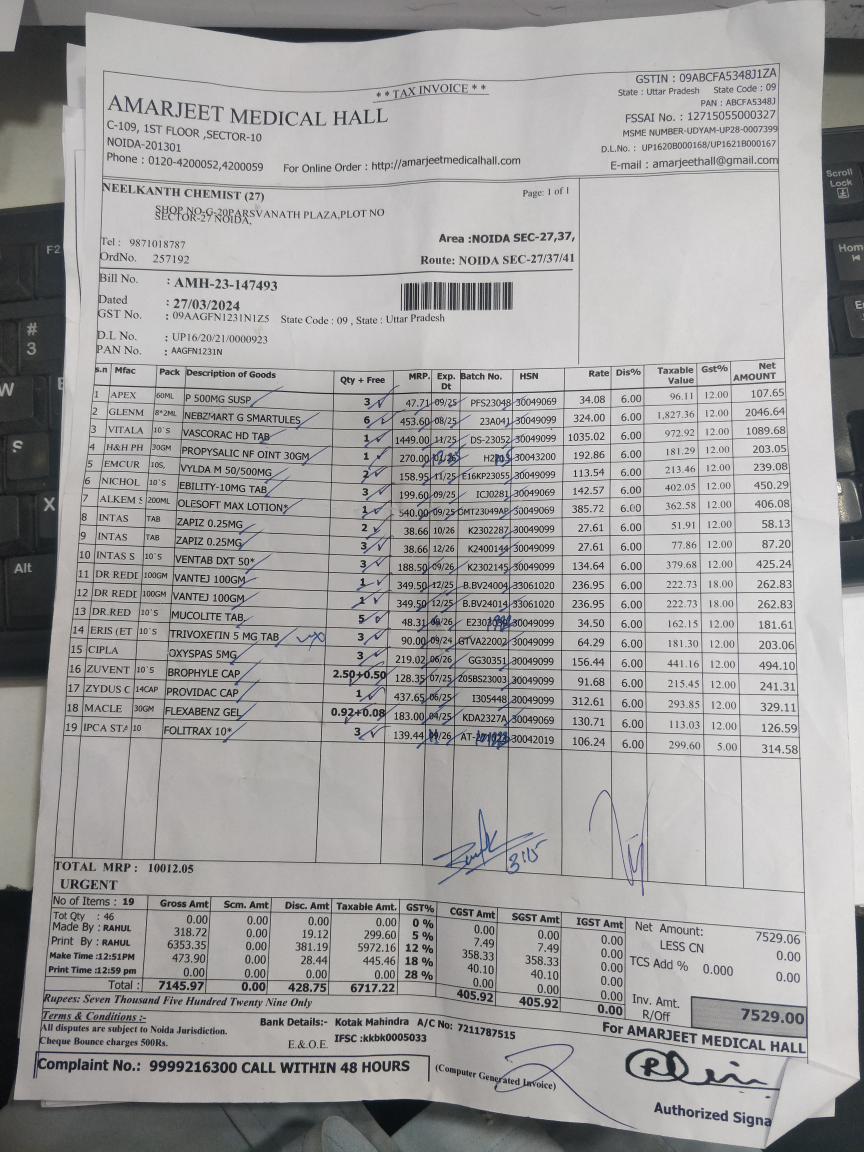 * * TAX INVOICE * *
AMARJEET MEDICAL HALL
C-109, 1ST FLOOR ,SECTOR-10
NOIDA-201301
Phone : 0120-4200052,4200059 For Online Order : http://amarjeetmedicalhall.com
GSTIN : 09ABCFA5348J1ZA
State : Uttar Pradesh State Code : 09
PAN : ABCFA5348J
FSSAI No. : 12715055000327
MSME NUMBER-UDYAM-UP28-0007399
D.L.No. : UP1620B000168/UP1621B000167
E-mail : amarjeethall@gmail.com
NEELKANTH CHEMIST (27) Page: 1 of 1
SHOP NO-G-20PARSVANATH PLAZA,PLOT NO
SECTOR-27 NOIDA,
Tel : 9871018787 Area :NOIDA SEC-27,37,
OrdNo. 257192 Route: NOIDA SEC-27/37/41
Bill No. : AMH-23-147493
Dated : 27/03/2024
GST No. : 09AAGFN1231N1Z5 State Code : 09 , State : Uttar Pradesh
D.L No. : UP16/20/21/0000923
PAN No. : AAGFN1231N
s.n Mfac Pack Description of Goods Qty + Free MRP. Exp. Dt Batch No. HSN Rate Dis% Taxable Value Gst% Net AMOUNT
1 APEX 60ML P 500MG SUSP 3 47.71 09/25 PFS23048 30049069 34.08 6.00 96.11 12.00 107.65
2 GLENM 8*2ML NEBZMART G SMARTULES 6 453.60 08/25 23A041 30049099 324.00 6.00 1,827.36 12.00 2046.64
3 VITALA 10`S VASCORAC HD TAB 1 1449.00 11/25 DS-23052 30049099 1035.02 6.00 972.92 12.00 1089.68
4 H&H PH 30GM PROPYSALIC NF OINT 30GM 1 270.00 30043200 192.86 6.00 181.29 12.00 203.05
5 EMCUR 10S, VYLDA M 50/500MG 2 158.95 11/25 E16KP23055 30049099 113.54 6.00 213.46 12.00 239.08
6 NICHOL 10`S EBILITY-10MG TAB 3 199.60 09/25 ICJ0281 30049099 142.57 6.00 402.05 12.00 450.29
7 ALKEM S 200ML OLESOFT MAX LOTION* 1 540.00 09/25 OMT23049AP 30049099 385.72 6.00 362.58 12.00 406.08
8 INTAS TAB ZAPIZ 0.25MG 2 38.66 10/26 K2302287 30049099 27.61 6.00 51.91 12.00 58.13
9 INTAS TAB ZAPIZ 0.25MG 3 38.66 12/26 K2400144 30049099 27.61 6.00 77.86 12.00 87.20
10 INTAS S 10`S VENTAB DXT 50* 3 188.50 09/26 K2302145 30049099 134.64 6.00 379.68 12.00 425.24
11 DR REDI 100GM VANTEJ 100GM 1 349.50 12/25 B.BV24004 33061020 236.95 6.00 222.73 18.00 262.83
12 DR REDI 100GM VANTEJ 100GM 1 349.50 12/25 B.BV24014 33061020 236.95 6.00 222.73 18.00 262.83
13 DR.RED 10`S MUCOLITE TAB 5 48.31 30049099 34.50 6.00 162.15 12.00 181.61
14 ERIS (ET 10`S TRIVOXETIN 5 MG TAB 3 90.00 09/24 GTVA22002 30049099 64.29 6.00 181.30 12.00 203.06
15 CIPLA OXYSPAS 5MG 3 219.02 06/26 GG30351 30049099 156.44 6.00 441.16 12.00 494.10
16 ZUVENT 10`S BROPHYLE CAP 2.50+0.50 128.35 07/25 Z05BS23003 30049099 91.68 6.00 215.45 12.00 241.31
17 ZYDUS C 14CAP PROVIDAC CAP 1 437.65 06/25 I305448 30049099 312.61 6.00 293.85 12.00 329.11
18 MACLE 30GM FLEXABENZ GEL 0.92+0.08 183.00 04/25 KDA2327A 30049069 130.71 6.00 113.03 12.00 126.59
19 IPCA STA 10 FOLITRAX 10* 3 139.44 30042019 106.24 6.00 299.60 5.00 314.58
3:15
TOTAL MRP : 10012.05
URGENT
No of Items : 19 Gross Amt Scm. Amt Disc. Amt Taxable Amt. GST% CGST Amt SGST Amt IGST Amt
Tot Qty : 46 0.00 0.00 0.00 0.00 0 % 0.00 0.00 0.00
Made By : RAHUL 318.72 0.00 19.12 299.60 5 % 7.49 7.49 0.00
Print By : RAHUL 6353.35 0.00 381.19 5972.16 12 % 358.33 358.33 0.00
Make Time :12:51PM 473.90 0.00 28.44 445.46 18 % 40.10 40.10 0.00
Print Time :12:59 pm 0.00 0.00 0.00 0.00 28 % 0.00 0.00 0.00
Total : 7145.97 0.00 428.75 6717.22 405.92 405.92 0.00
Net Amount: 7529.06
LESS CN 0.00
TCS Add % 0.000 0.00
Inv. Amt.
R/Off 7529.00
Rupees: Seven Thousand Five Hundred Twenty Nine Only
Terms & Conditions :-
All disputes are subject to Noida Jurisdication.
Cheque Bounce charges 500Rs.
E.& O.E.
Bank Details:- Kotak Mahindra A/C No: 7211787515
IFSC :kkbk0005033
For AMARJEET MEDICAL HALL
Complaint No.: 9999216300 CALL WITHIN 48 HOURS
(Computer Generated Invoice)
Authorized Signa
F2
#
3
W
S
X
Alt
Scroll
Lock